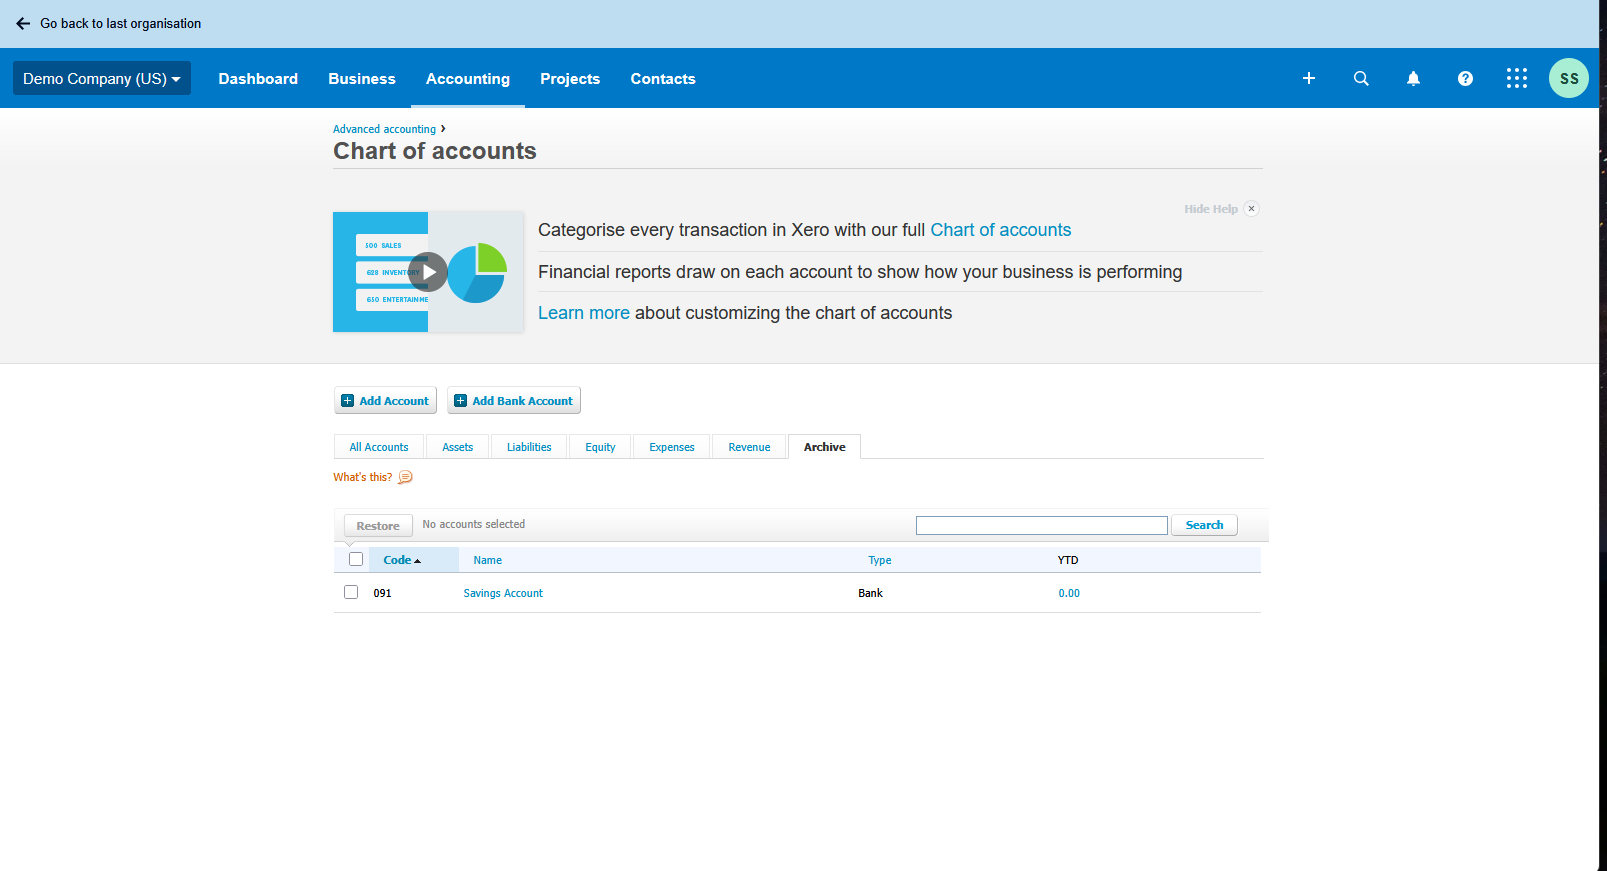 Go back to last organisation
Demo Company (US) Dashboard Business Accounting Projects Contacts SS
Advanced accounting ›
Chart of accounts
Hide Help
500 SALES
628 INVENTORY
650 ENTERTAINME
Categorise every transaction in Xero with our full Chart of accounts
Financial reports draw on each account to show how your business is performing
Learn more about customizing the chart of accounts
Add Account Add Bank Account
All Accounts Assets Liabilities Equity Expenses Revenue Archive
What's this?
Restore No accounts selected Search
Code Name Type YTD
091 Savings Account Bank 0.00